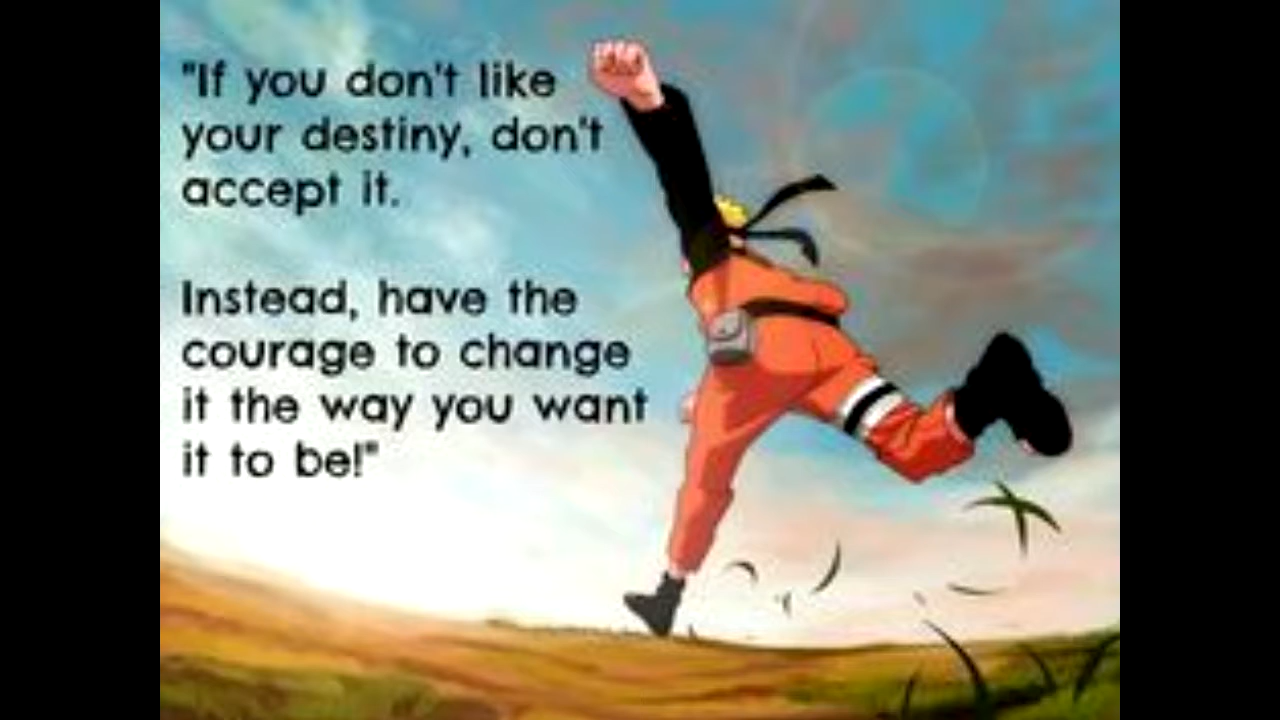 "If you don't like
your destiny, don't
accept it.
Instead, have the
courage to change
it the way you want
it to be!"